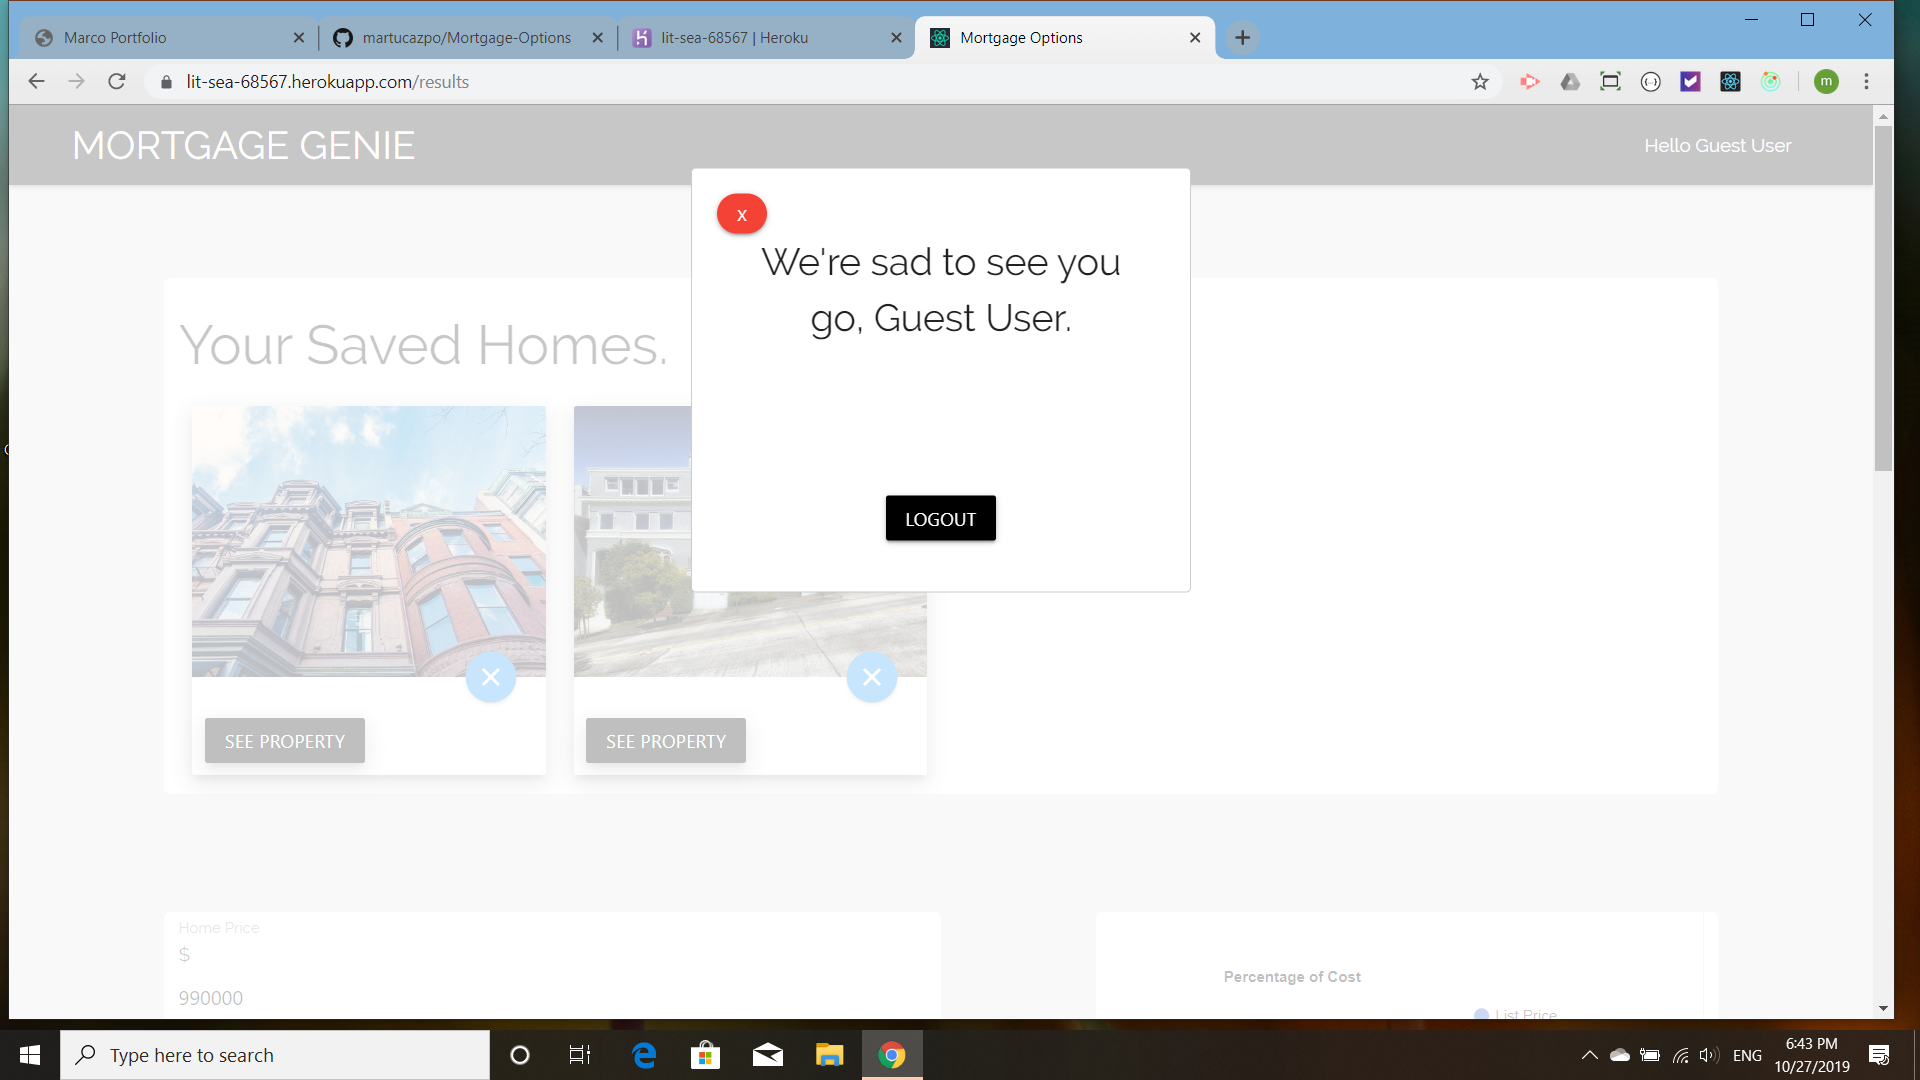 Marco Portfolio
martucazpo/Mortgage-Options
lit-sea-68567 | Heroku
Mortgage Options
lit-sea-68567.herokuapp.com/results
m
MORTGAGE GENIE
Hello Guest User
x
We're sad to see you
go, Guest User.
LOGOUT
Your Saved Homes.
SEE PROPERTY
SEE PROPERTY
Home Price
$
990000
Percentage of Cost
List Price
Type here to search
ENG
6:43 PM
10/27/2019